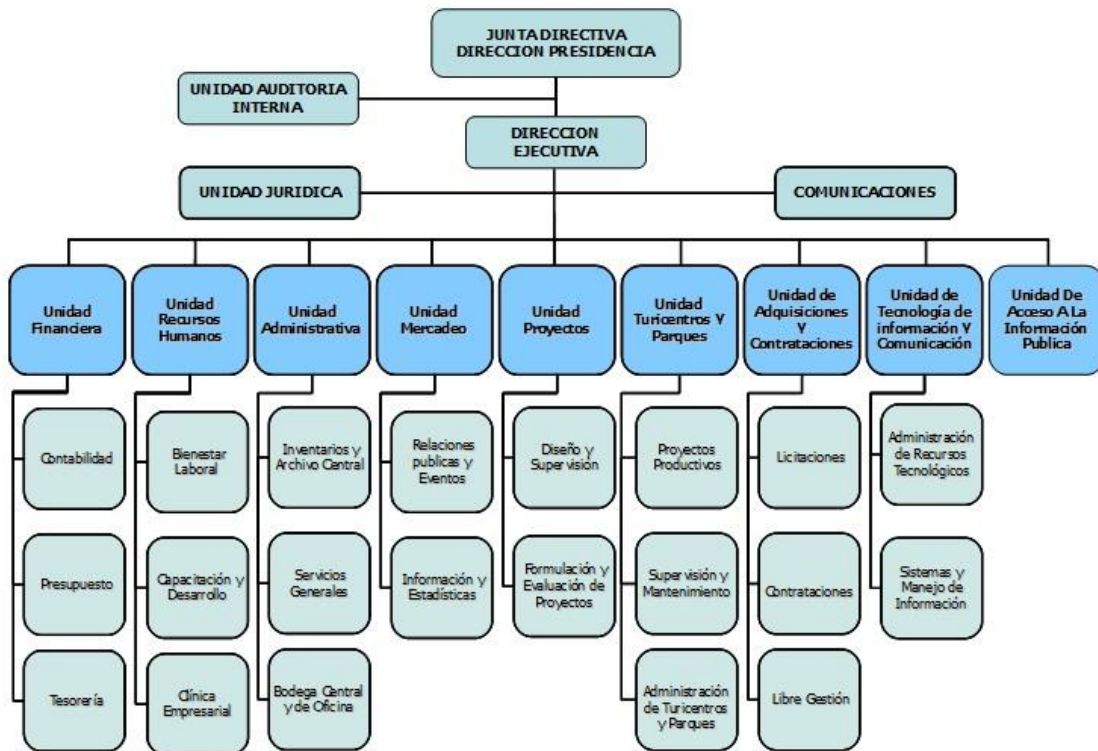 JUNTA DIRECTIVA
DIRECCION PRESIDENCIA
UNIDAD AUDITORIA
INTERNA
DIRECCION
EJECUTIVA
UNIDAD JURIDICA
COMUNICACIONES
Unidad
Financiera
Unidad
Recursos
Humanos
Unidad
Administrativa
Unidad
Mercadeo
Unidad
Proyectos
Unidad
Turicentros Y
Parques
Unidad de
Adquisiciones
Y
Contrataciones
Unidad de
Tecnología de
información Y
Comunicación
Unidad De
Acceso A La
Información
Publica
Contabilidad
Bienestar
Laboral
Inventarios y
Archivo Central
Relaciones
publicas y
Eventos
Diseño y
Supervisión
Proyectos
Productivos
Licitaciones
Administración
de Recursos
Tecnológicos
Presupuesto
Capacitación y
Desarrollo
Servicios
Generales
Información y
Estadísticas
Formulación y
Evaluación de
Proyectos
Supervisión y
Mantenimiento
Contrataciones
Sistemas y
Manejo de
Información
Tesorería
Clínica
Empresarial
Bodega Central
y de Oficina
Administración
de Turicentros
y Parques
Libre Gestión